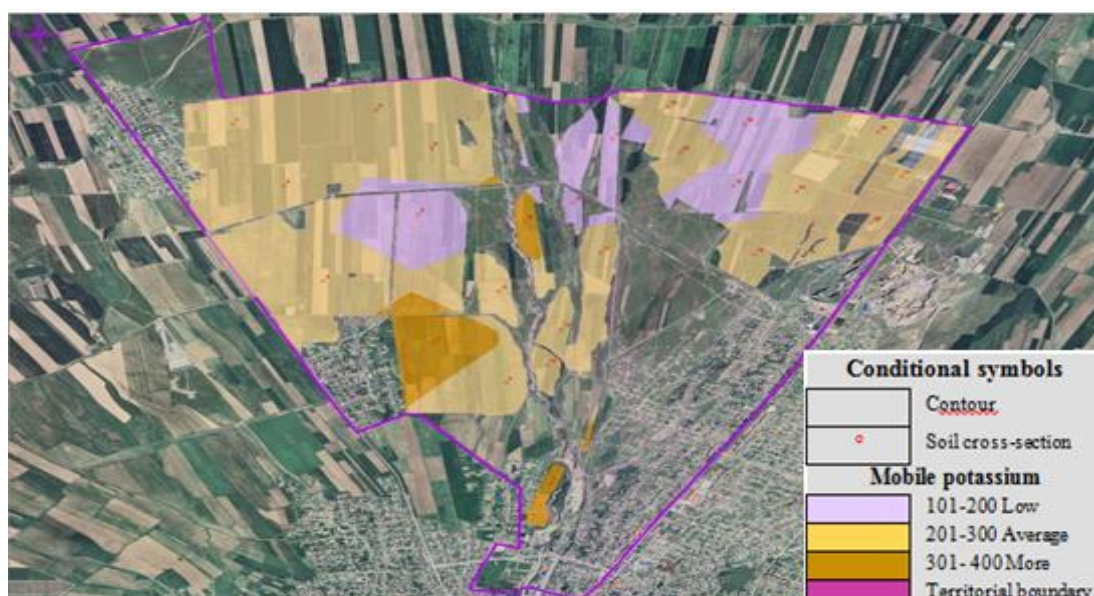 Conditional symbols
Contour
Soil cross-section
Mobile potassium
101-200 Low
201-300 Average
301- 400 More
Territorial boundary